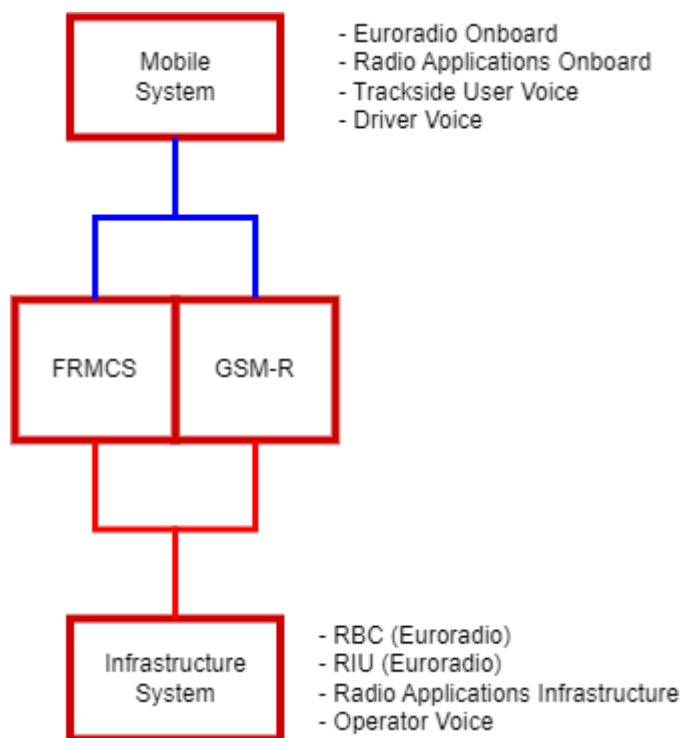 Mobile
System
- Euroradio Onboard
- Radio Applications Onboard
- Trackside User Voice
- Driver Voice
FRMCS
GSM-R
Infrastructure
System
- RBC (Euroradio)
- RIU (Euroradio)
- Radio Applications Infrastructure
- Operator Voice